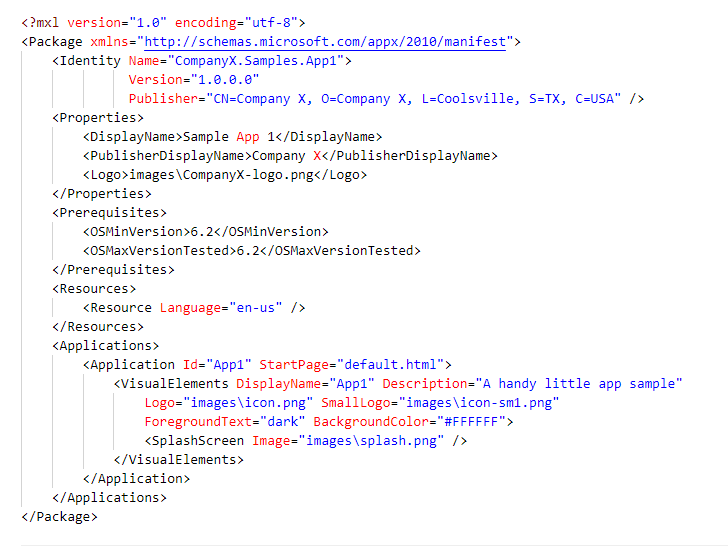 <?mxl version="1.0" encoding="utf-8">
<Package xmlns="http://schemas.microsoft.com/appx/2010/manifest">
<Identity Name="CompanyX.Samples.App1">
Version="1.0.0.0"
Publisher="CN=Company X, O=Company X, L=Coolsville, S=TX, C=USA" />
<Properties>
<DisplayName>Sample App 1</DisplayName>
<PublisherDisplayName>Company X</PublisherDisplayName>
<Logo>images\CompanyX-logo.png</Logo>
</Properties>
<Prerequisites>
<OSMinVersion>6.2</OSMinVersion>
<OSMaxVersionTested>6.2</OSMaxVersionTested>
</Prerequisites>
<Resources>
<Resource Language="en-us" />
</Resources>
<Applications>
<Application Id="App1" StartPage="default.html">
<VisualElements DisplayName="App1" Description="A handy little app sample"
Logo="images\icon.png" SmallLogo="images\icon-sm1.png"
ForegroundText="dark" BackgroundColor="#FFFFFF">
<SplashScreen Image="images\splash.png" />
</VisualElements>
</Application>
</Applications>
</Package>